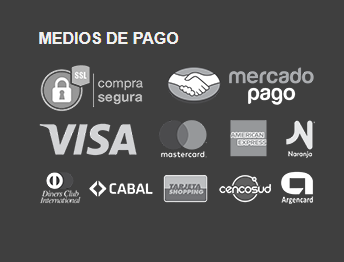 MEDIOS DE PAGO
SSL
compra
segura
mercado
pago
VISA
mastercard
AMERICAN
EXPRESS
Naranja
Diners Club
International
CABAL
TARJETA
SHOPPING
cencosud
Argencard